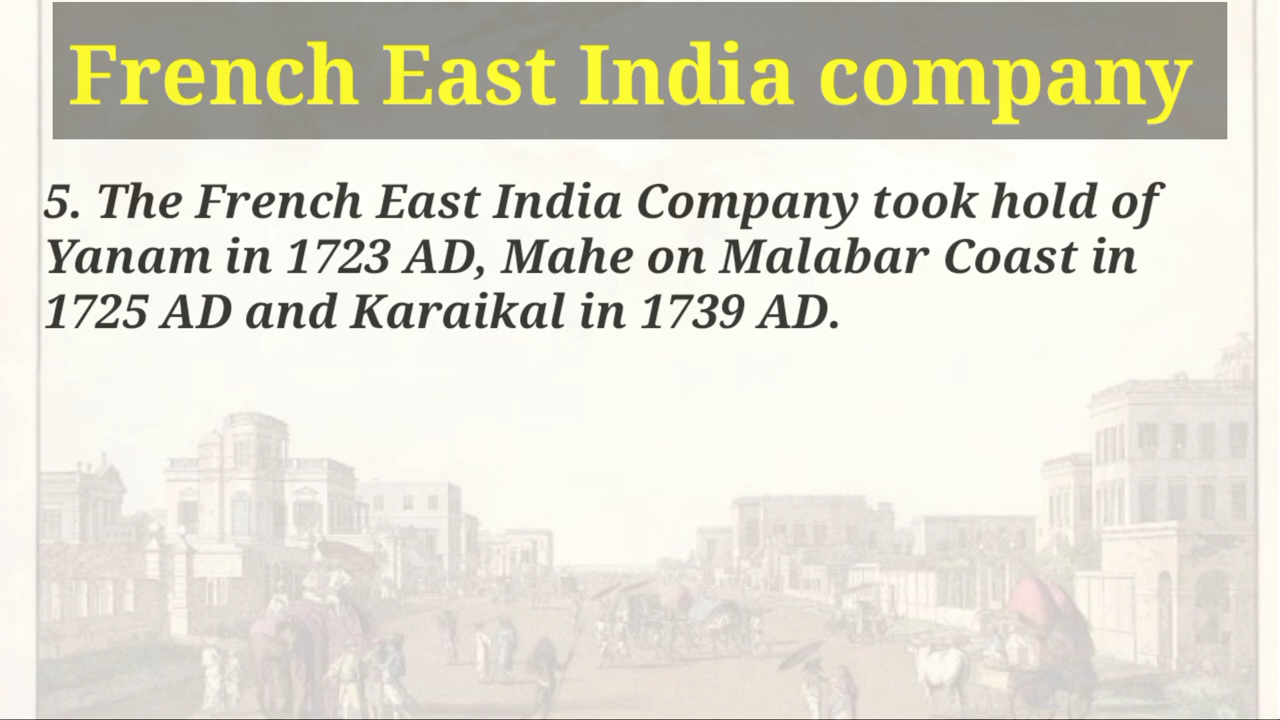 French East India company
5. The French East India Company took hold of
Yanam in 1723 AD, Mahe on Malabar Coast in
1725 AD and Karaikal in 1739 AD.